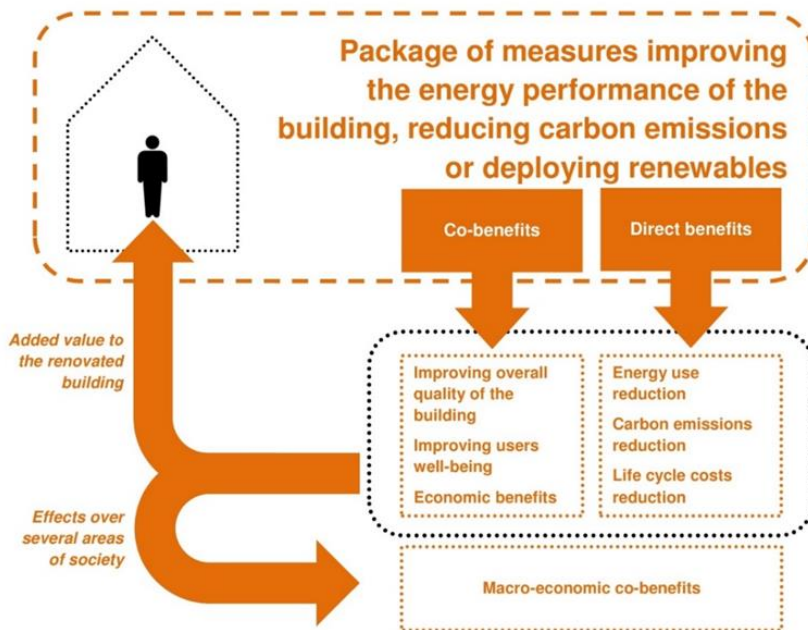 Package of measures improving
the energy performance of the
building, reducing carbon emissions
or deploying renewables
Co-benefits
Direct benefits
Added value to
the renovated
building
Improving overall
quality of the
building
Improving users
well-being
Economic benefits
Energy use
reduction
Carbon emissions
reduction
Life cycle costs
reduction
Effects over
several areas
of society
Macro-economic co-benefits